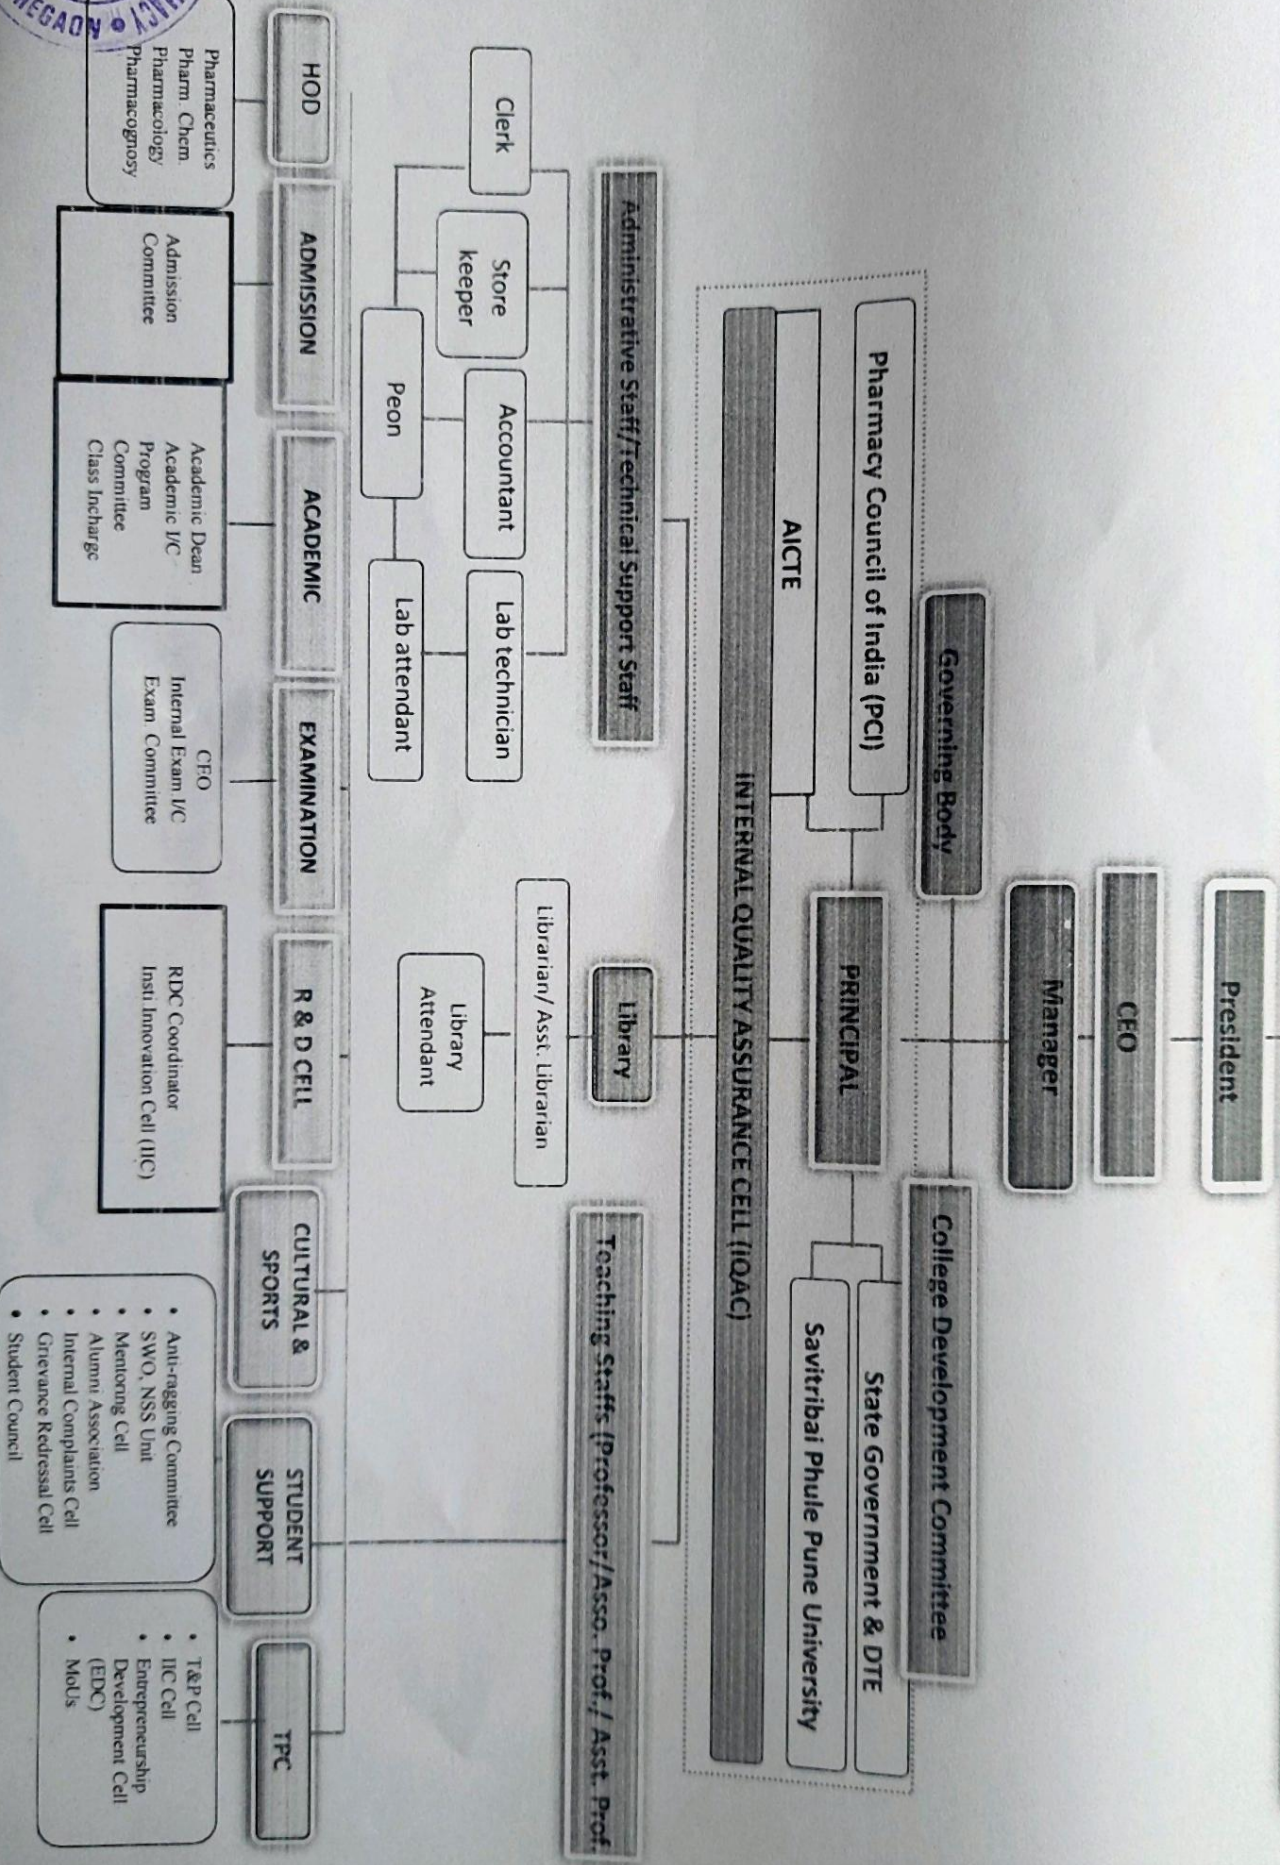 President
CEO
Manager
Governing Body
College Development Committee
Pharmacy Council of India (PCI)
AICTE
PRINCIPAL
State Government & DTE
Savitribai Phule Pune University
INTERNAL QUALITY ASSURANCE CELL (IQAC)
Administrative Staff/Technical Support Staff
Library
Teaching Staffs (Professor/Asso. Prof./ Asst. Prof.
Clerk
Store
keeper
Accountant
Lab technician
Peon
Lab attendant
Librarian/ Asst. Librarian
Library
Attendant
HOD
ADMISSION
ACADEMIC
EXAMINATION
R & D CELL
CULTURAL &
SPORTS
STUDENT
SUPPORT
TPC
Pharmaceutics
Pharm. Chem.
Pharmacology
Pharmacognosy
Admission
Committee
Academic Dean
Academic I/C
Program
Committee
Class Incharge
CEO
Internal Exam I/C
Exam Committee
RDC Coordinator
Insti.Innovation Cell (IIC)
• Anti-ragging Committee
• SWO, NSS Unit
• Mentoring Cell
• Alumni Association
• Internal Complaints Cell
• Grievance Redressal Cell
• Student Council
• T&P Cell
• IIC Cell
• Entrepreneurship
Development Cell
(EDC)
• MoUs